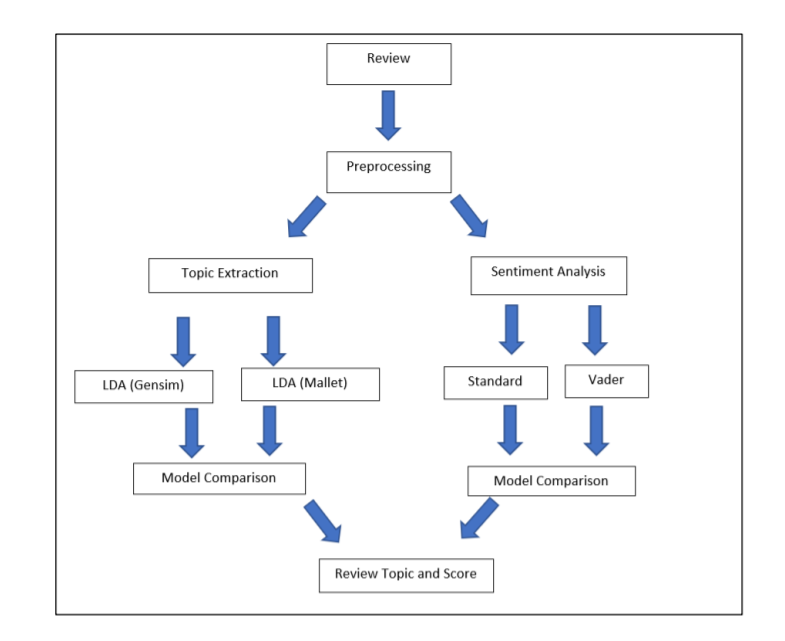 Review
Preprocessing
Topic Extraction
Sentiment Analysis
LDA (Gensim)
LDA (Mallet)
Standard
Vader
Model Comparison
Model Comparison
Review Topic and Score